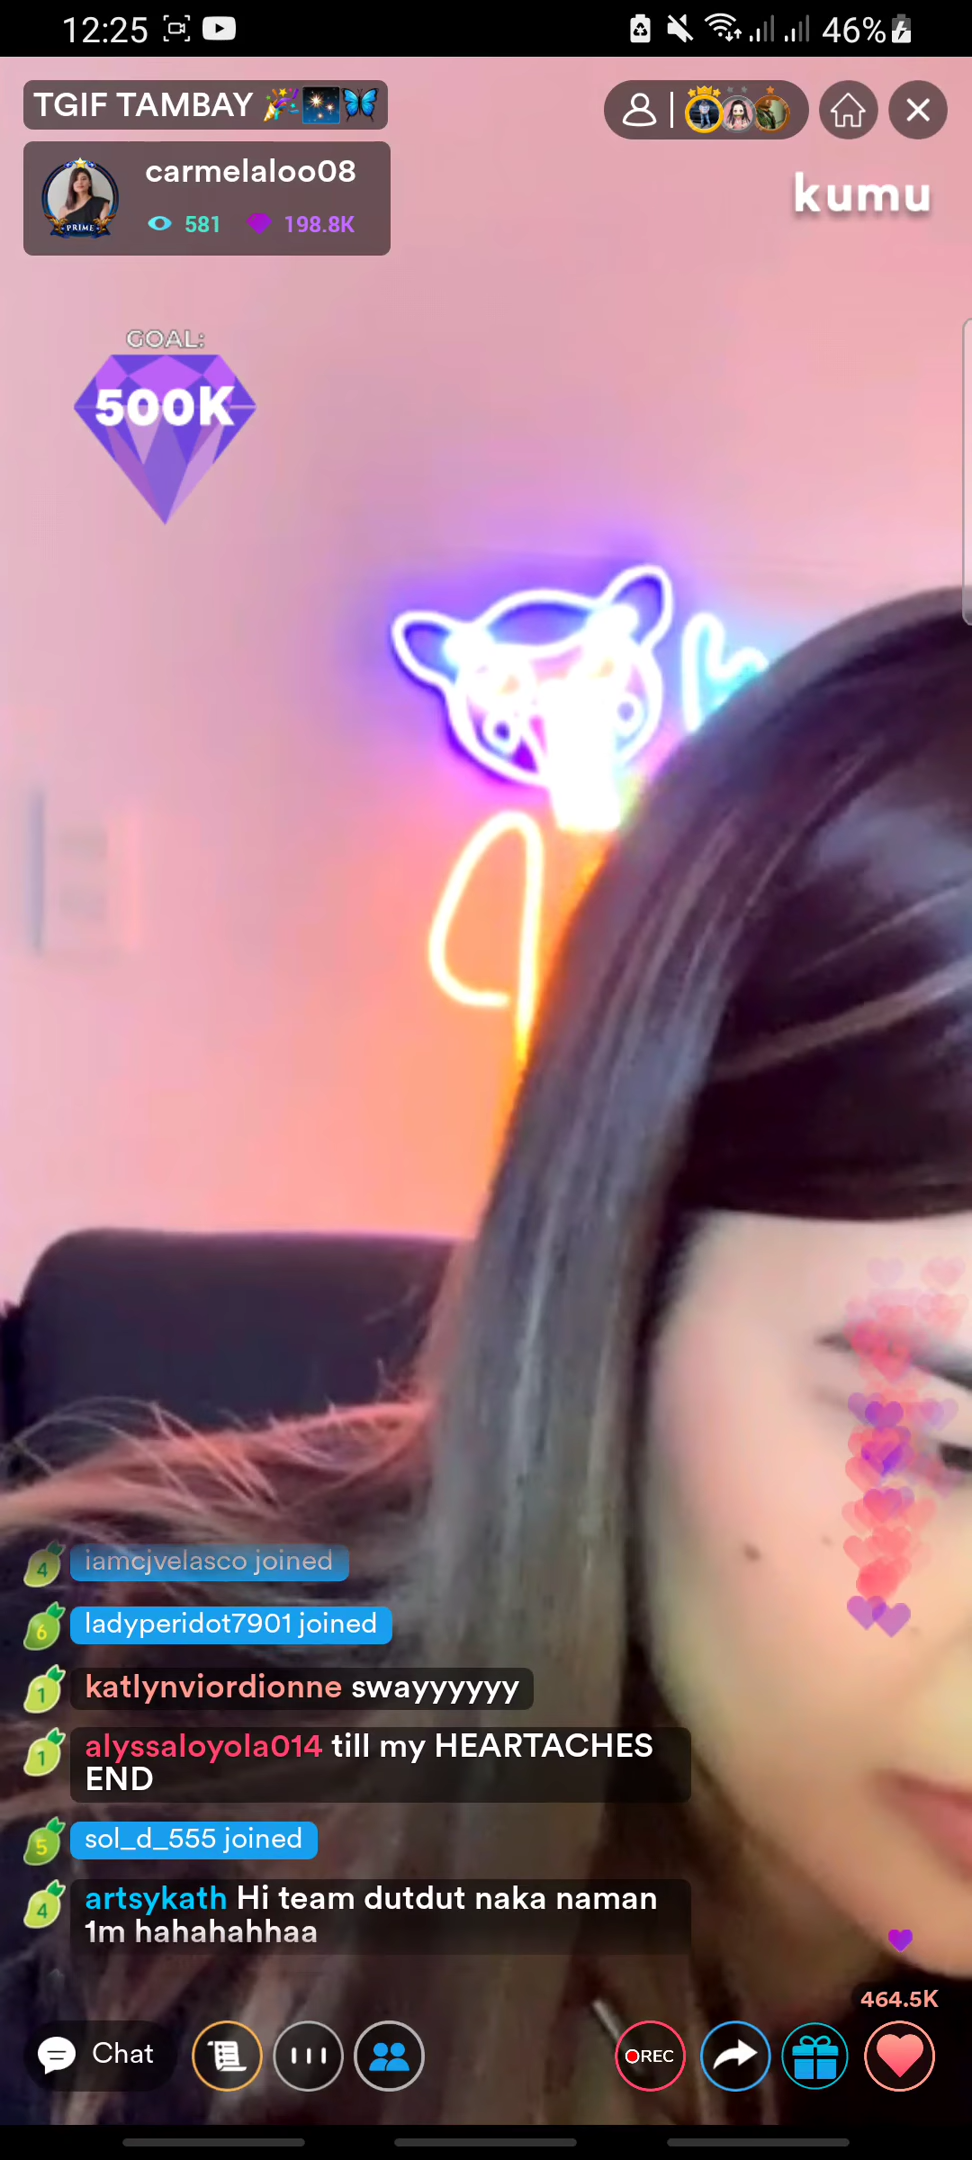 12:25
46%
TGIF TAMBAY
carmelaloo08
PRIME
581
198.8K
kumu
GOAL:
500K
4 iamcjvelasco joined
6 ladyperidot7901 joined
1 katlynviordionne swayyyyyy
1 alyssaloyola014 till my HEARTACHES
END
5 sol_d_555 joined
4 artsykath Hi team dutdut naka naman
1m hahahahhaa
464.5K
Chat
REC